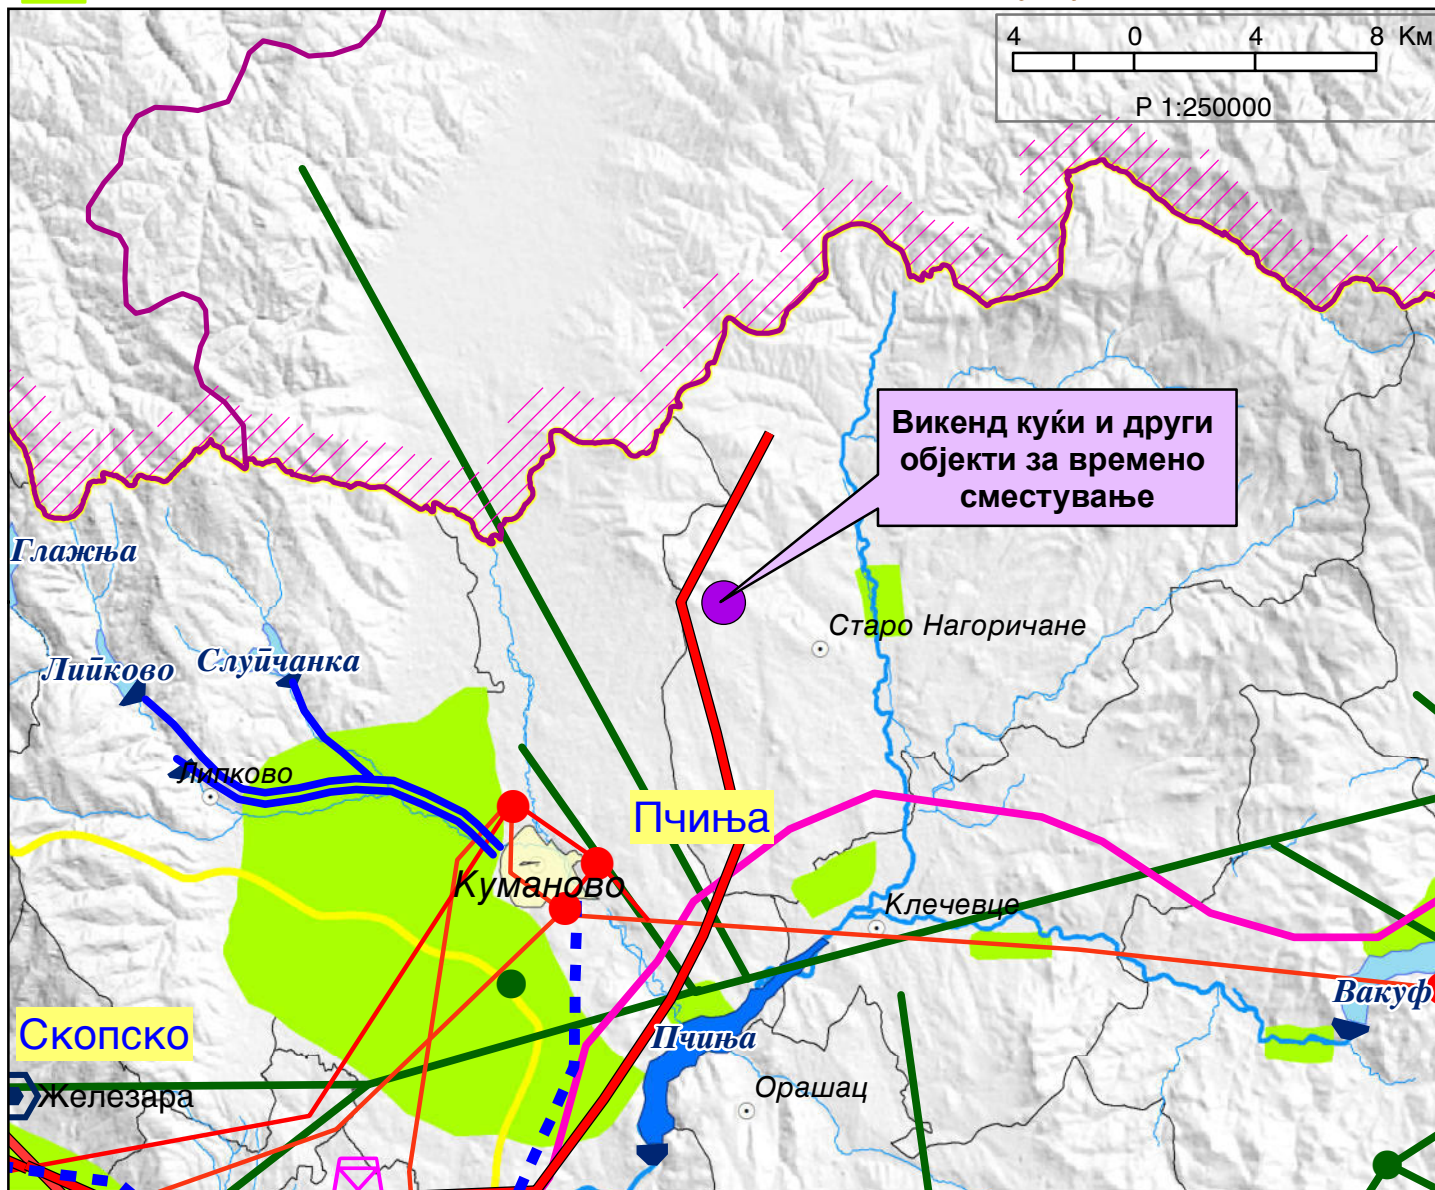 4 0 4 8 Км
Р 1:250000
Викенд куќи и други
објекти за времено
сместување
Глажња
Старо Нагоричане
Липково
Слупчанка
Липково
Пчиња
Куманово
Клечевце
Вакуф
Скопско
Пчиња
Орашац
Железара